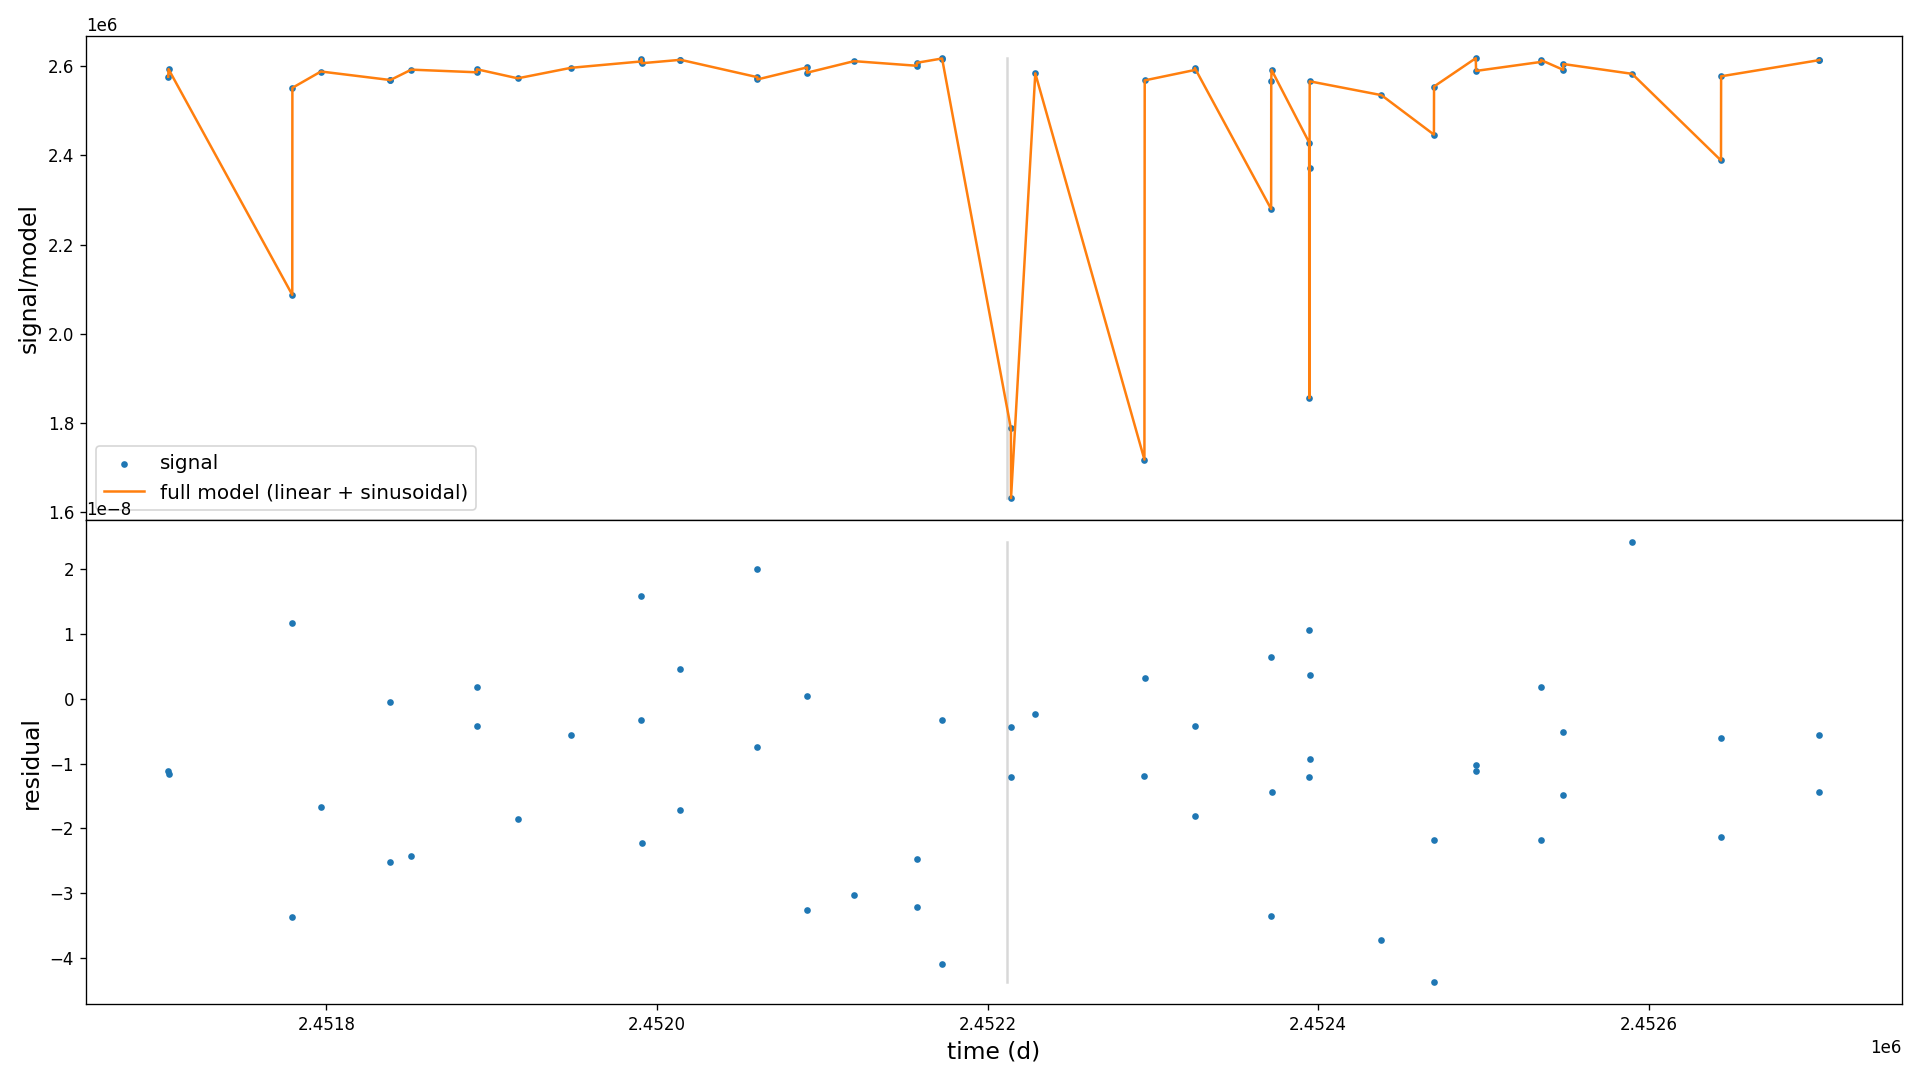 1e6
2.6
2.4
2.2
2.0
1.8
1.6
signal/model
signal
full model (linear + sinusoidal)
1e−8
2
1
0
−1
−2
−3
−4
residual
2.4518
2.4520
2.4522
2.4524
2.4526
time (d)
1e6